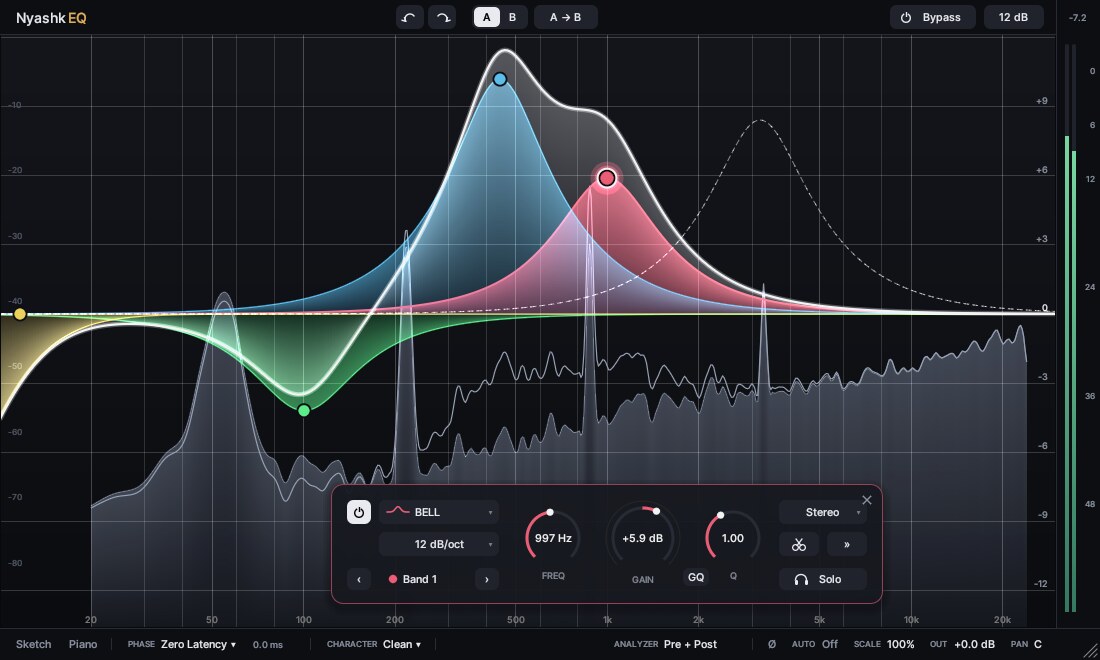 NyashkEQ
A B
A → B
Bypass
12 dB
-7.2
0
6
12
24
36
48
+9
+6
+3
0
-3
-6
-9
-12
-10
-20
-30
-40
-50
-60
-70
-80
BELL
12 dB/oct
‹ Band 1 ›
997 Hz
FREQ
+5.9 dB
GAIN
GQ
1.00
Q
Stereo
»
Solo
20 50 100 200 500 1k 2k 5k 10k 20k
Sketch Piano PHASE Zero Latency 0.0 ms CHARACTER Clean ANALYZER Pre + Post Ø AUTO Off SCALE 100% OUT +0.0 dB PAN C